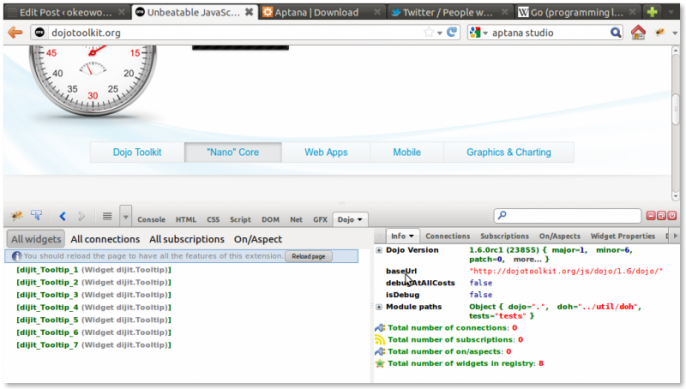 Edit Post ‹ okeowo...
Unbeatable JavaSc...
Aptana | Download
Twitter / People w...
Go (programming l...
dojotoolkit.org
aptana studio
45
15
40
20
35
25
30
Dojo Toolkit
"Nano" Core
Web Apps
Mobile
Graphics & Charting
Console HTML CSS Script DOM Net GFX Dojo
All widgets All connections All subscriptions On/Aspect
You should reload the page to have all the features of this extension. Reload page
[dijit_Tooltip_1 (Widget dijit.Tooltip)]
[dijit_Tooltip_2 (Widget dijit.Tooltip)]
[dijit_Tooltip_3 (Widget dijit.Tooltip)]
[dijit_Tooltip_4 (Widget dijit.Tooltip)]
[dijit_Tooltip_5 (Widget dijit.Tooltip)]
[dijit_Tooltip_6 (Widget dijit.Tooltip)]
[dijit_Tooltip_7 (Widget dijit.Tooltip)]
Info Connections Subscriptions On/Aspects Widget Properties
Dojo Version 1.6.0rc1 (23855) { major=1, minor=6,
patch=0, more... }
baseUrl "http://dojotoolkit.org/js/dojo/1.6/dojo/"
debugAtAllCosts false
isDebug false
Module paths Object { dojo=".", doh="../util/doh",
tests="tests" }
Total number of connections: 0
Total number of subscriptions: 0
Total number of on/aspects: 0
Total number of widgets in registry: 8